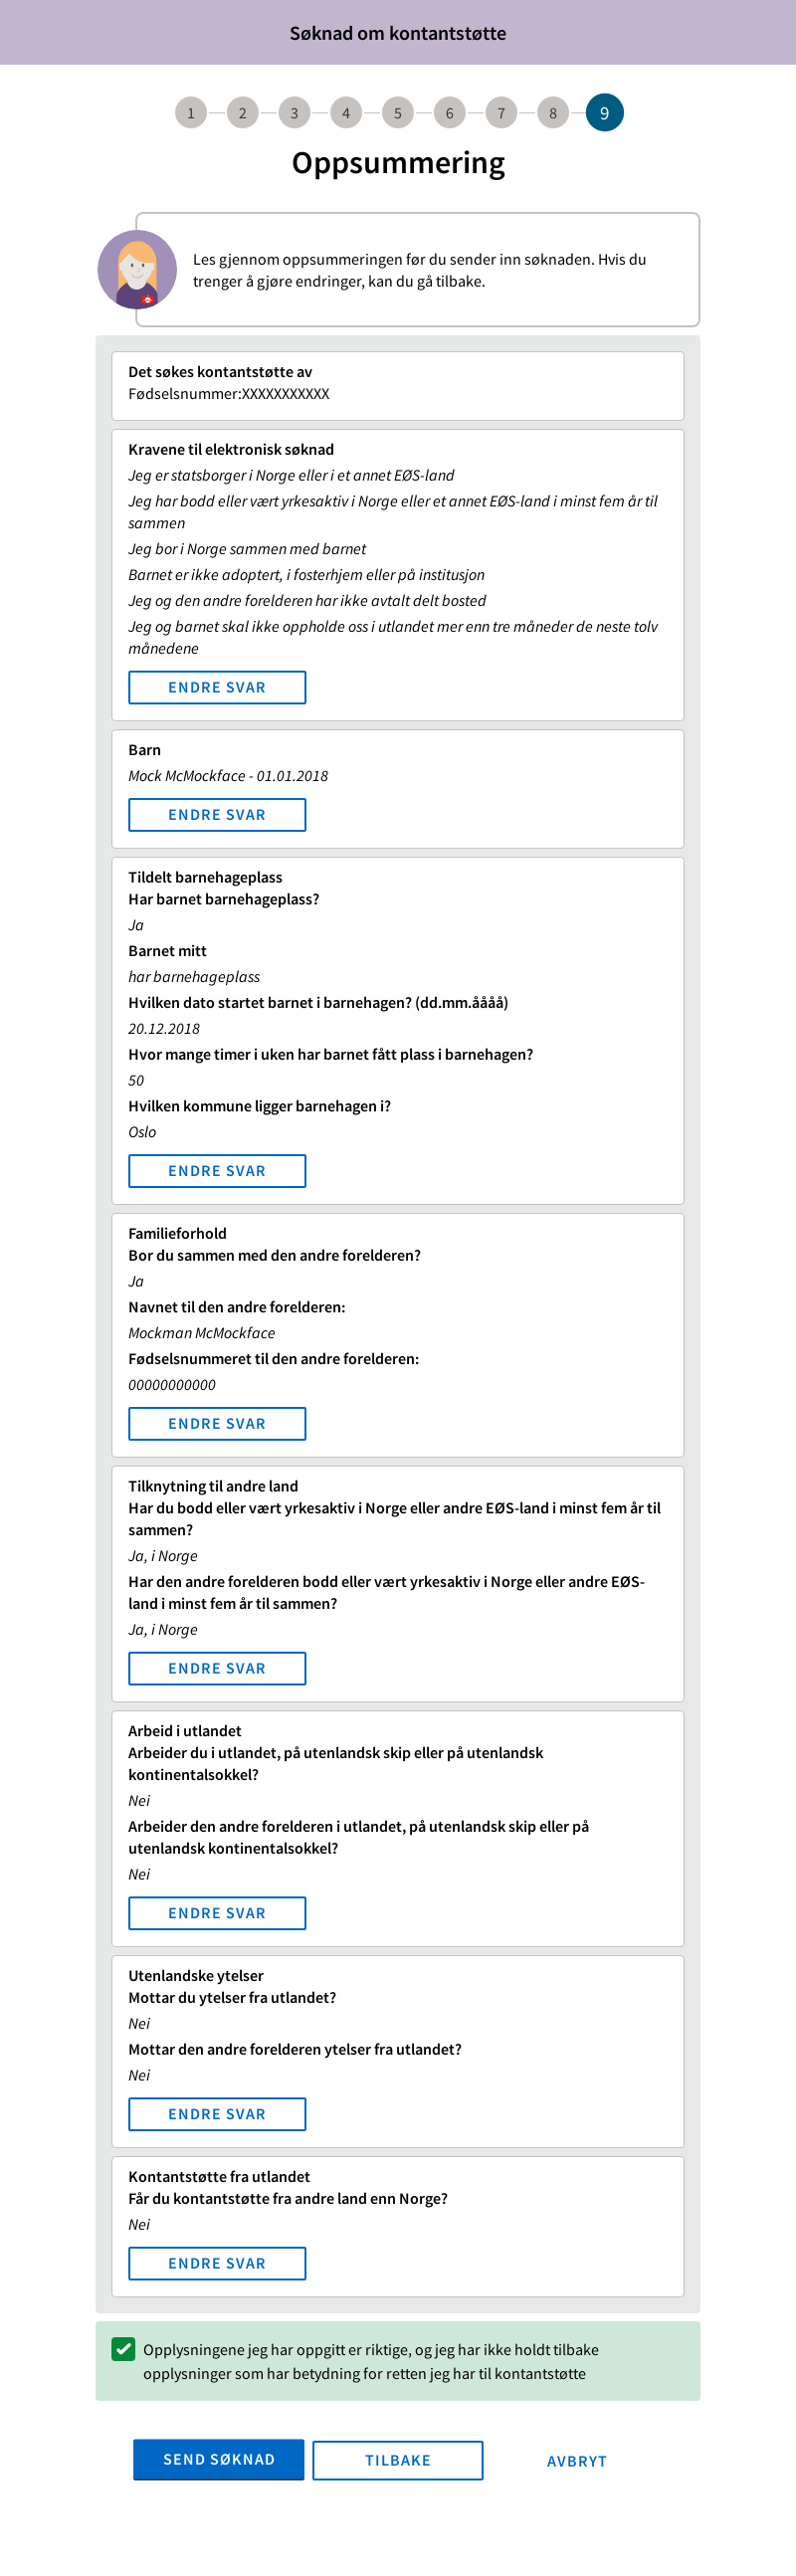 Søknad om kontantstøtte
1 2 3 4 5 6 7 8 9
Oppsummering
Les gjennom oppsummeringen før du sender inn søknaden. Hvis du
trenger å gjøre endringer, kan du gå tilbake.
Det søkes kontantstøtte av
Fødselsnummer:XXXXXXXXXXX
Kravene til elektronisk søknad
Jeg er statsborger i Norge eller i et annet EØS-land
Jeg har bodd eller vært yrkesaktiv i Norge eller et annet EØS-land i minst fem år til
sammen
Jeg bor i Norge sammen med barnet
Barnet er ikke adoptert, i fosterhjem eller på institusjon
Jeg og den andre forelderen har ikke avtalt delt bosted
Jeg og barnet skal ikke oppholde oss i utlandet mer enn tre måneder de neste tolv
månedene
ENDRE SVAR
Barn
Mock McMockface - 01.01.2018
ENDRE SVAR
Tildelt barnehageplass
Har barnet barnehageplass?
Ja
Barnet mitt
har barnehageplass
Hvilken dato startet barnet i barnehagen? (dd.mm.åååå)
20.12.2018
Hvor mange timer i uken har barnet fått plass i barnehagen?
50
Hvilken kommune ligger barnehagen i?
Oslo
ENDRE SVAR
Familieforhold
Bor du sammen med den andre forelderen?
Ja
Navnet til den andre forelderen:
Mockman McMockface
Fødselsnummeret til den andre forelderen:
00000000000
ENDRE SVAR
Tilknytning til andre land
Har du bodd eller vært yrkesaktiv i Norge eller andre EØS-land i minst fem år til
sammen?
Ja, i Norge
Har den andre forelderen bodd eller vært yrkesaktiv i Norge eller andre EØS-
land i minst fem år til sammen?
Ja, i Norge
ENDRE SVAR
Arbeid i utlandet
Arbeider du i utlandet, på utenlandsk skip eller på utenlandsk
kontinentalsokkel?
Nei
Arbeider den andre forelderen i utlandet, på utenlandsk skip eller på
utenlandsk kontinentalsokkel?
Nei
ENDRE SVAR
Utenlandske ytelser
Mottar du ytelser fra utlandet?
Nei
Mottar den andre forelderen ytelser fra utlandet?
Nei
ENDRE SVAR
Kontantstøtte fra utlandet
Får du kontantstøtte fra andre land enn Norge?
Nei
ENDRE SVAR
Opplysningene jeg har oppgitt er riktige, og jeg har ikke holdt tilbake
opplysninger som har betydning for retten jeg har til kontantstøtte
SEND SØKNAD TILBAKE AVBRYT